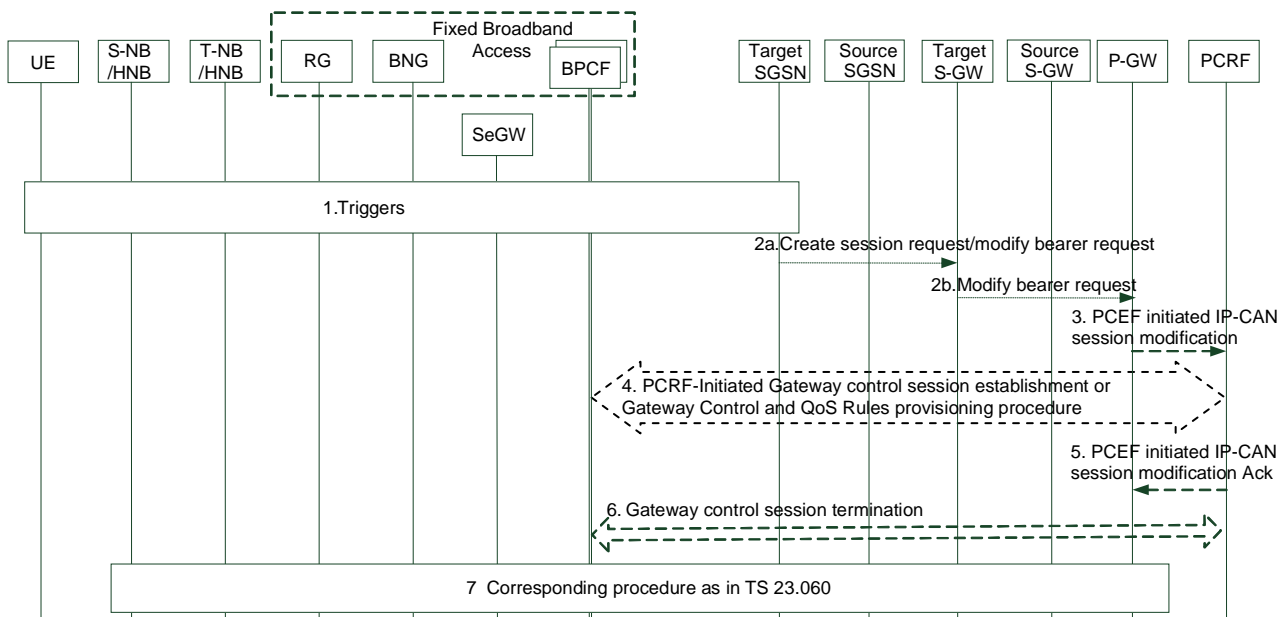 Fixed Broadband
Access
UE
S-NB
/HNB
T-NB
/HNB
RG
BNG
BPCF
Target
SGSN
Source
SGSN
Target
S-GW
Source
S-GW
P-GW
PCRF
SeGW
1.Triggers
2a.Create session request/modify bearer request
2b.Modify bearer request
3. PCEF initiated IP-CAN
session modification
4. PCRF-Initiated Gateway control session establishment or
Gateway Control and QoS Rules provisioning procedure
5. PCEF initiated IP-CAN
session modification Ack
6. Gateway control session termination
7 Corresponding procedure as in TS 23.060